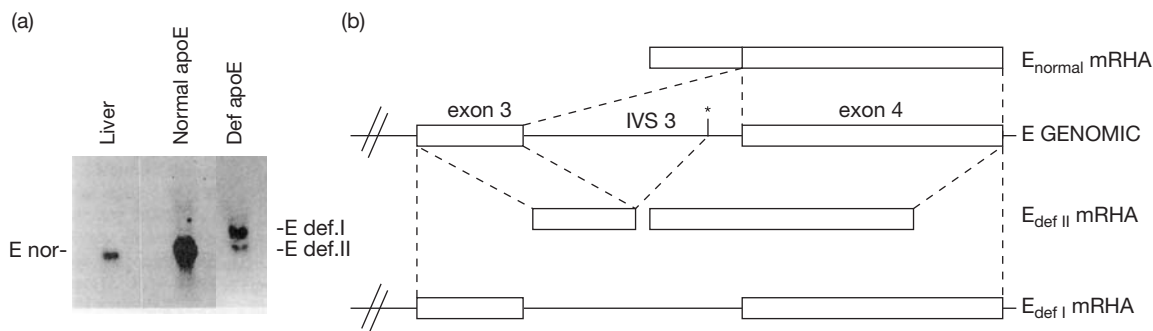 (a)
Liver
Normal apoE
Def apoE
E nor-
-E def.I
-E def.II
(b)
E normal mRHA
exon 3
IVS 3
*
exon 4
E GENOMIC
E def II mRHA
E def I mRHA